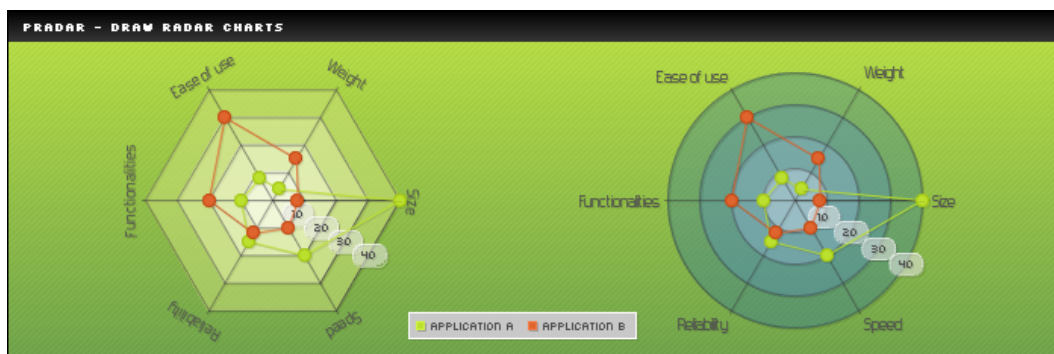 PRADAR - DRAW RADAR CHARTS
Ease of use
Weight
Functionalities
Size
10
20
30
40
Reliability
Speed
Ease of use
Weight
Functionalities
Size
10
20
30
40
Reliability
Speed
APPLICATION A
APPLICATION B